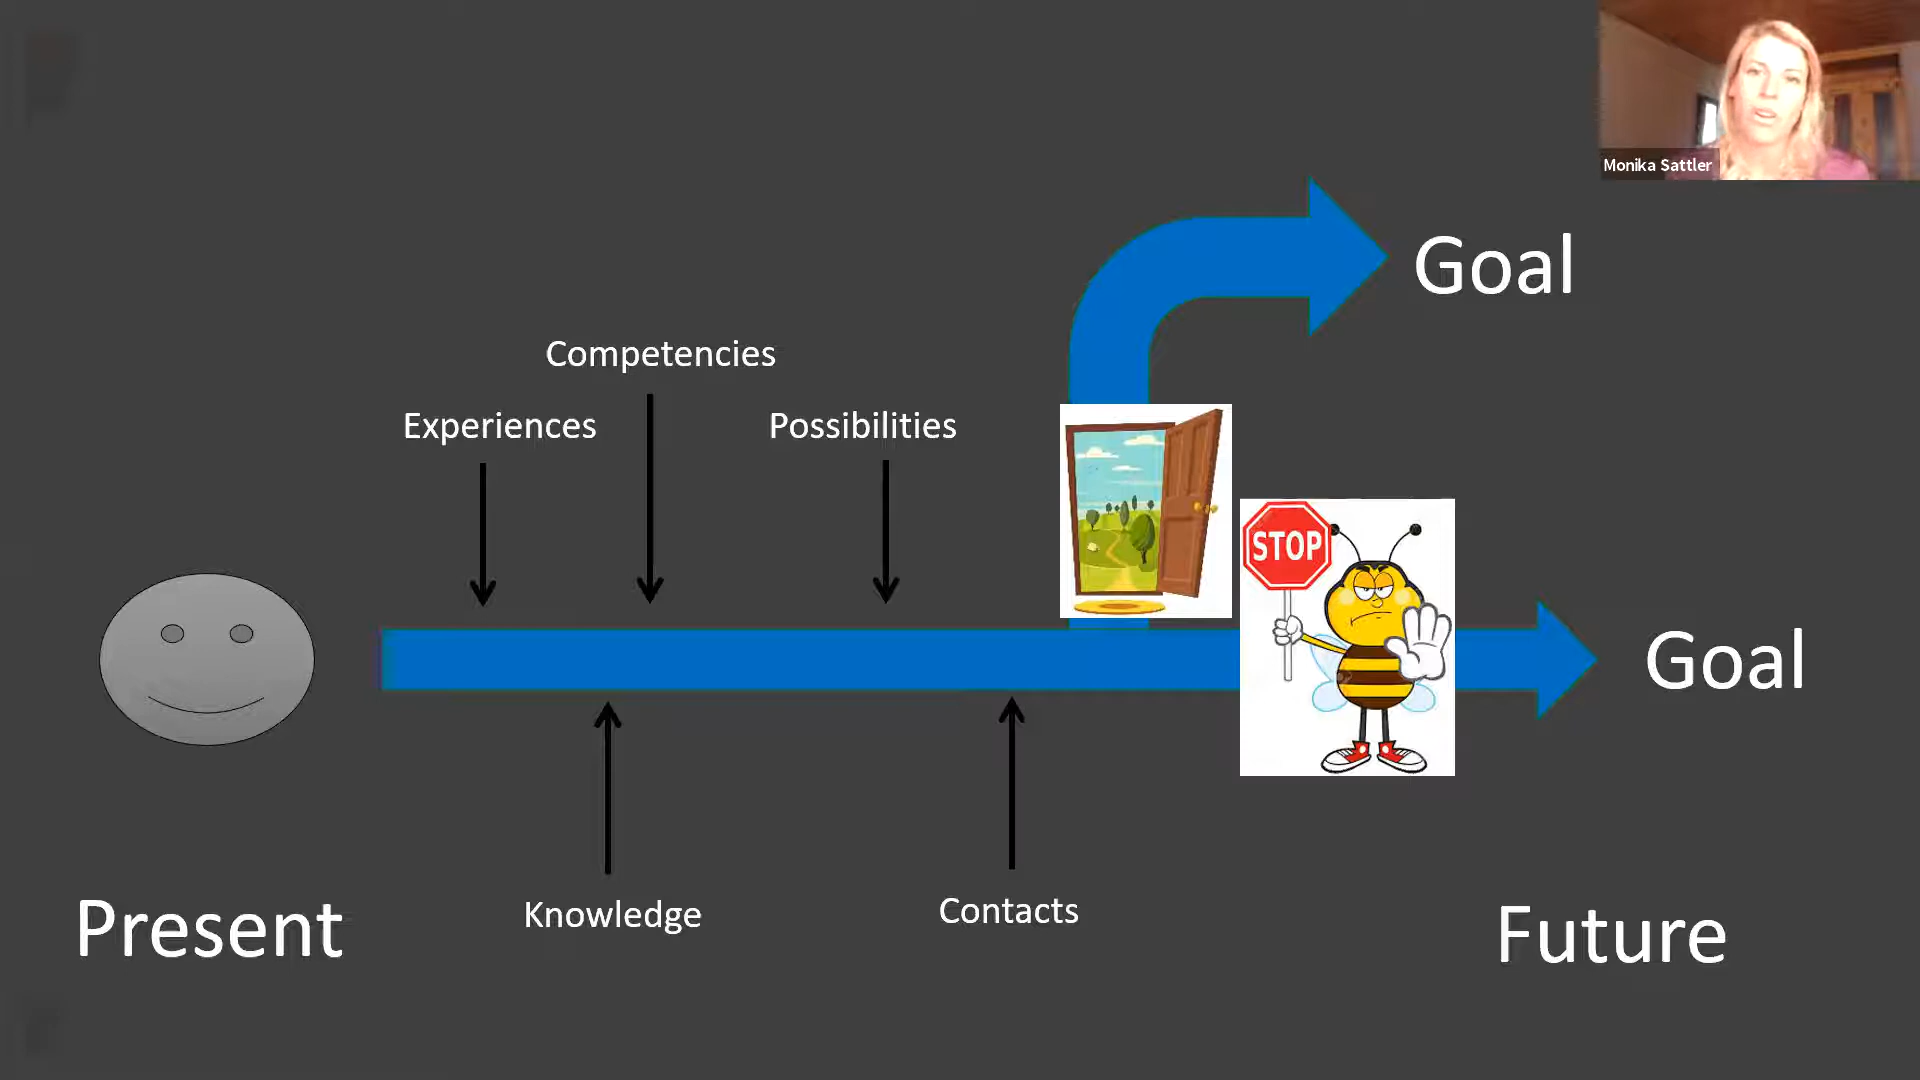 Monika Sattler
Goal
Competencies
Experiences
Possibilities
STOP
Goal
Knowledge
Contacts
Present
Future